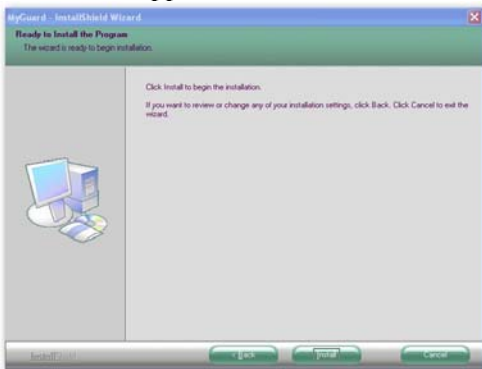 MyGuard - InstallShield Wizard
Ready to Install the Program
The wizard is ready to begin installation.
Click Install to begin the installation.
If you want to review or change any of your installation settings, click Back. Click Cancel to exit the
wizard.
InstallShield
< Back
Install
Cancel